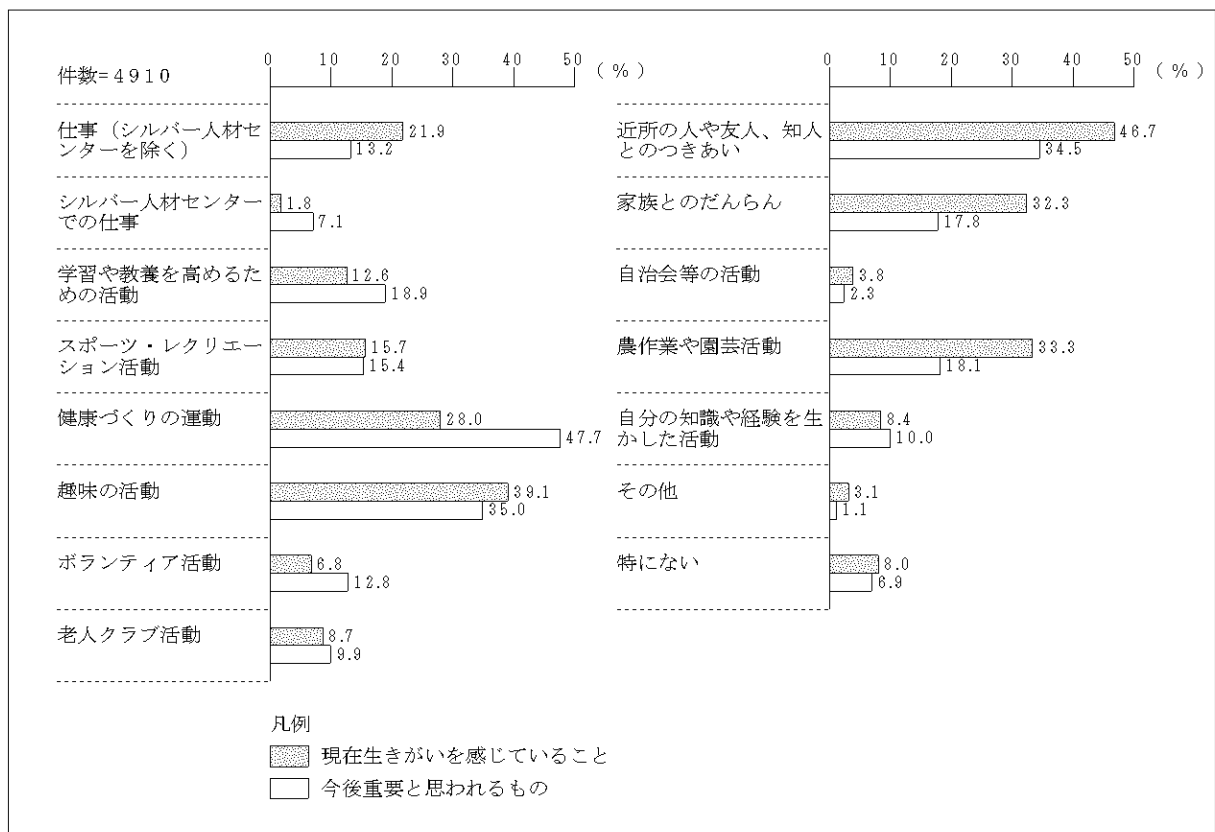 件数=4910
0 10 20 30 40 50 (%)
仕事（シルバー人材セ
ンターを除く）
21.9
13.2
シルバー人材センター
での仕事
1.8
7.1
学習や教養を高めるた
めの活動
12.6
18.9
スポーツ・レクリエー
ション活動
15.7
15.4
健康づくりの運動
28.0
47.7
趣味の活動
39.1
35.0
ボランティア活動
6.8
12.8
老人クラブ活動
8.7
9.9
0 10 20 30 40 50 (%)
近所の人や友人、知人
とのつきあい
46.7
34.5
家族とのだんらん
32.3
17.8
自治会等の活動
3.8
2.3
農作業や園芸活動
33.3
18.1
自分の知識や経験を生
かした活動
8.4
10.0
その他
3.1
1.1
特にない
8.0
6.9
凡例
現在生きがいを感じていること
今後重要と思われるもの